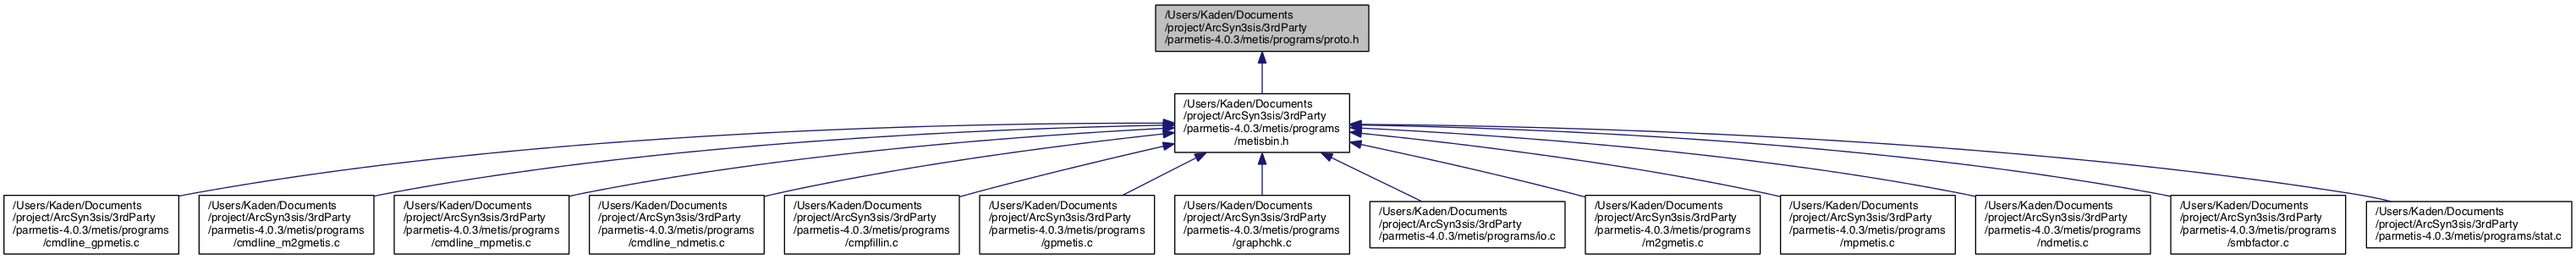 /Users/Kaden/Documents
/project/ArcSyn3sis/3rdParty
/parmetis-4.0.3/metis/programs/proto.h
/Users/Kaden/Documents
/project/ArcSyn3sis/3rdParty
/parmetis-4.0.3/metis/programs
/metisbin.h
/Users/Kaden/Documents
/project/ArcSyn3sis/3rdParty
/parmetis-4.0.3/metis/programs
/cmdline_gpmetis.c
/Users/Kaden/Documents
/project/ArcSyn3sis/3rdParty
/parmetis-4.0.3/metis/programs
/cmdline_m2gmetis.c
/Users/Kaden/Documents
/project/ArcSyn3sis/3rdParty
/parmetis-4.0.3/metis/programs
/cmdline_mpmetis.c
/Users/Kaden/Documents
/project/ArcSyn3sis/3rdParty
/parmetis-4.0.3/metis/programs
/cmdline_ndmetis.c
/Users/Kaden/Documents
/project/ArcSyn3sis/3rdParty
/parmetis-4.0.3/metis/programs
/cmpfillin.c
/Users/Kaden/Documents
/project/ArcSyn3sis/3rdParty
/parmetis-4.0.3/metis/programs
/gpmetis.c
/Users/Kaden/Documents
/project/ArcSyn3sis/3rdParty
/parmetis-4.0.3/metis/programs
/graphchk.c
/Users/Kaden/Documents
/project/ArcSyn3sis/3rdParty
/parmetis-4.0.3/metis/programs/io.c
/Users/Kaden/Documents
/project/ArcSyn3sis/3rdParty
/parmetis-4.0.3/metis/programs
/m2gmetis.c
/Users/Kaden/Documents
/project/ArcSyn3sis/3rdParty
/parmetis-4.0.3/metis/programs
/mpmetis.c
/Users/Kaden/Documents
/project/ArcSyn3sis/3rdParty
/parmetis-4.0.3/metis/programs
/ndmetis.c
/Users/Kaden/Documents
/project/ArcSyn3sis/3rdParty
/parmetis-4.0.3/metis/programs
/smbfactor.c
/Users/Kaden/Documents
/project/ArcSyn3sis/3rdParty
/parmetis-4.0.3/metis/programs/stat.c